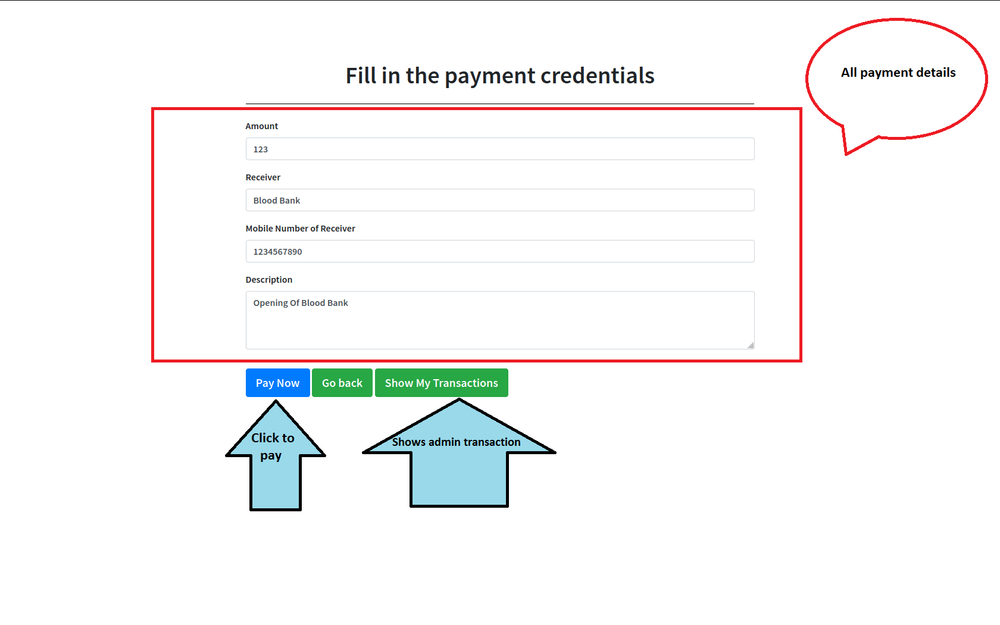 Fill in the payment credentials
All payment details
Amount
123
Receiver
Blood Bank
Mobile Number of Receiver
1234567890
Description
Opening Of Blood Bank
Pay Now
Go back
Show My Transactions
Click to
pay
Shows admin transaction